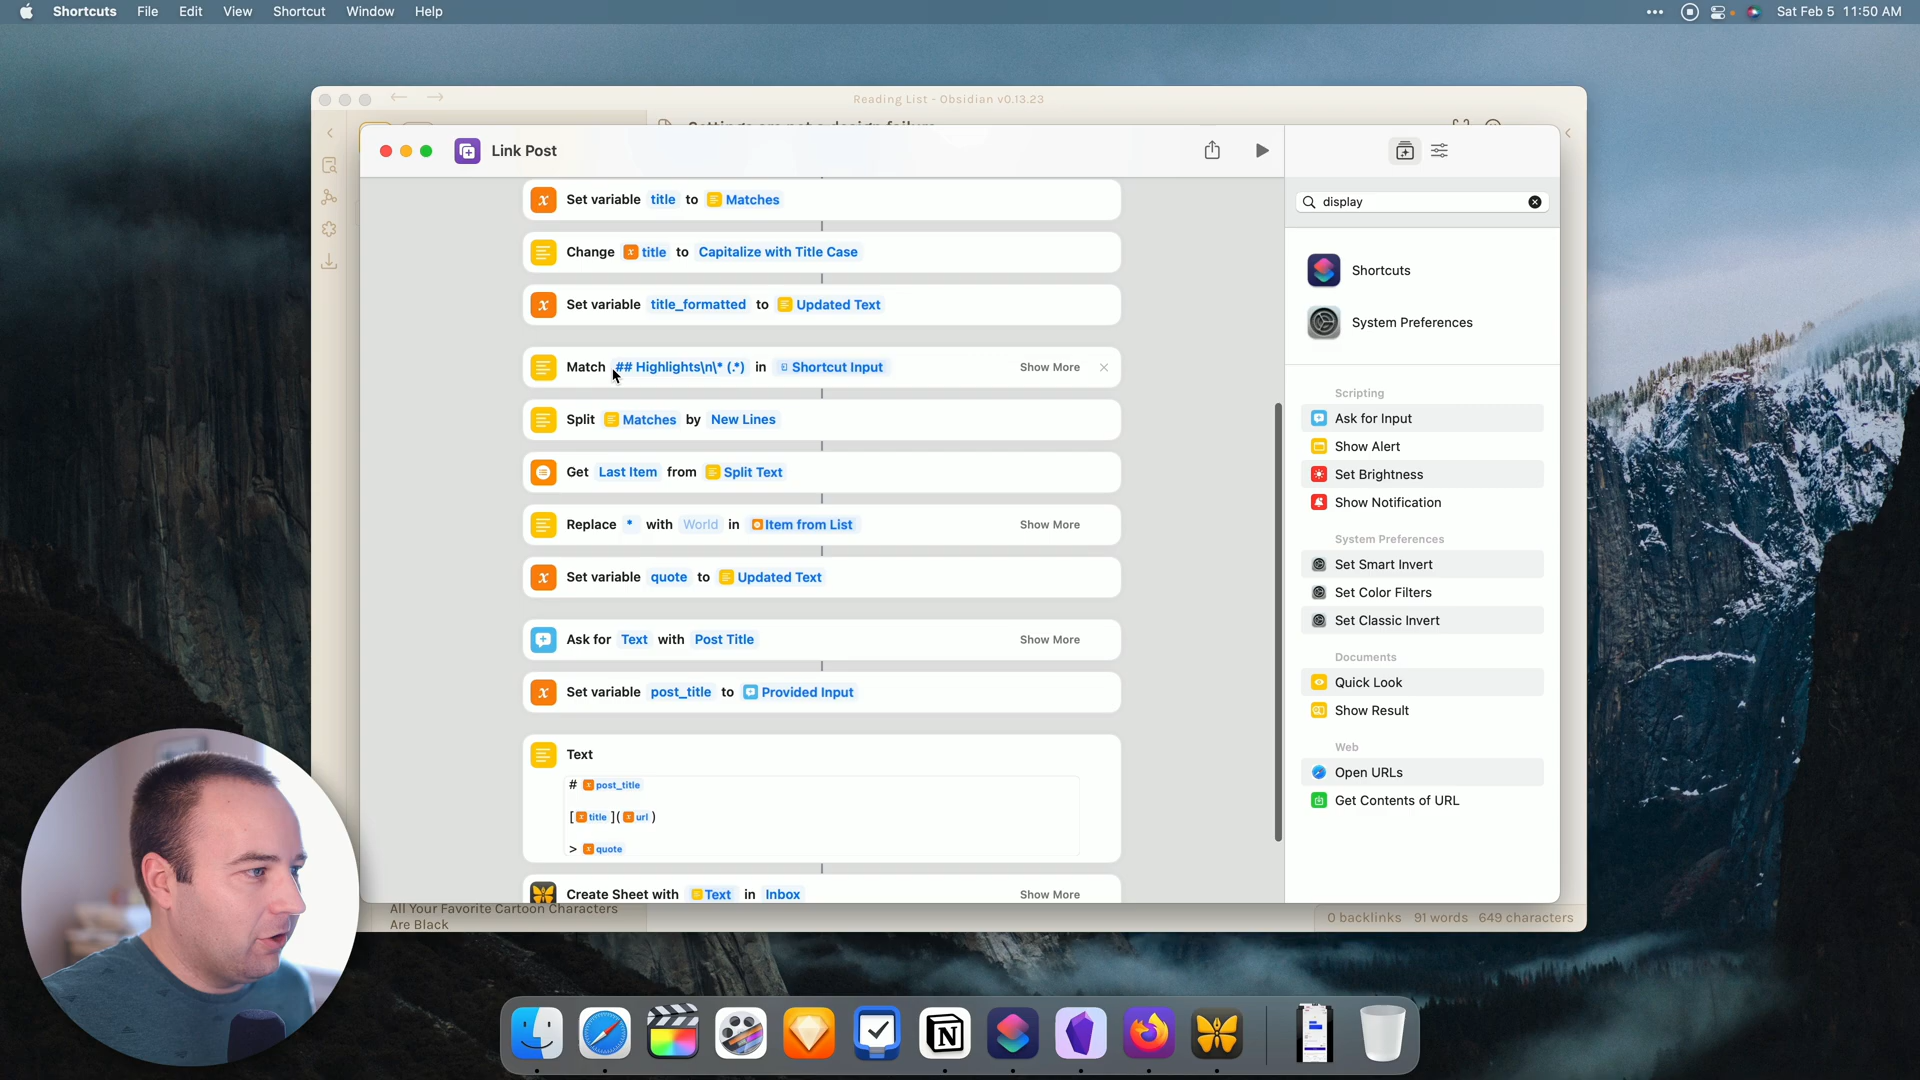 Shortcuts File Edit View Shortcut Window Help
Sat Feb 5 11:50 AM
Reading List - Obsidian v0.13.23
Settings are not a design failure
Link Post
display
Set variable title to Matches
Change title to Capitalize with Title Case
Set variable title_formatted to Updated Text
Match ## Highlights\n\* (.*) in Shortcut Input Show More
Split Matches by New Lines
Get Last Item from Split Text
Replace * with World in Item from List Show More
Set variable quote to Updated Text
Ask for Text with Post Title Show More
Set variable post_title to Provided Input
Text
# post_title
[ title ]( url )
> quote
Create Sheet with Text in Inbox Show More
Shortcuts
System Preferences
Scripting
Ask for Input
Show Alert
Set Brightness
Show Notification
System Preferences
Set Smart Invert
Set Color Filters
Set Classic Invert
Documents
Quick Look
Show Result
Web
Open URLs
Get Contents of URL
All Your Favorite Cartoon Characters
Are Black
0 backlinks 91 words 649 characters